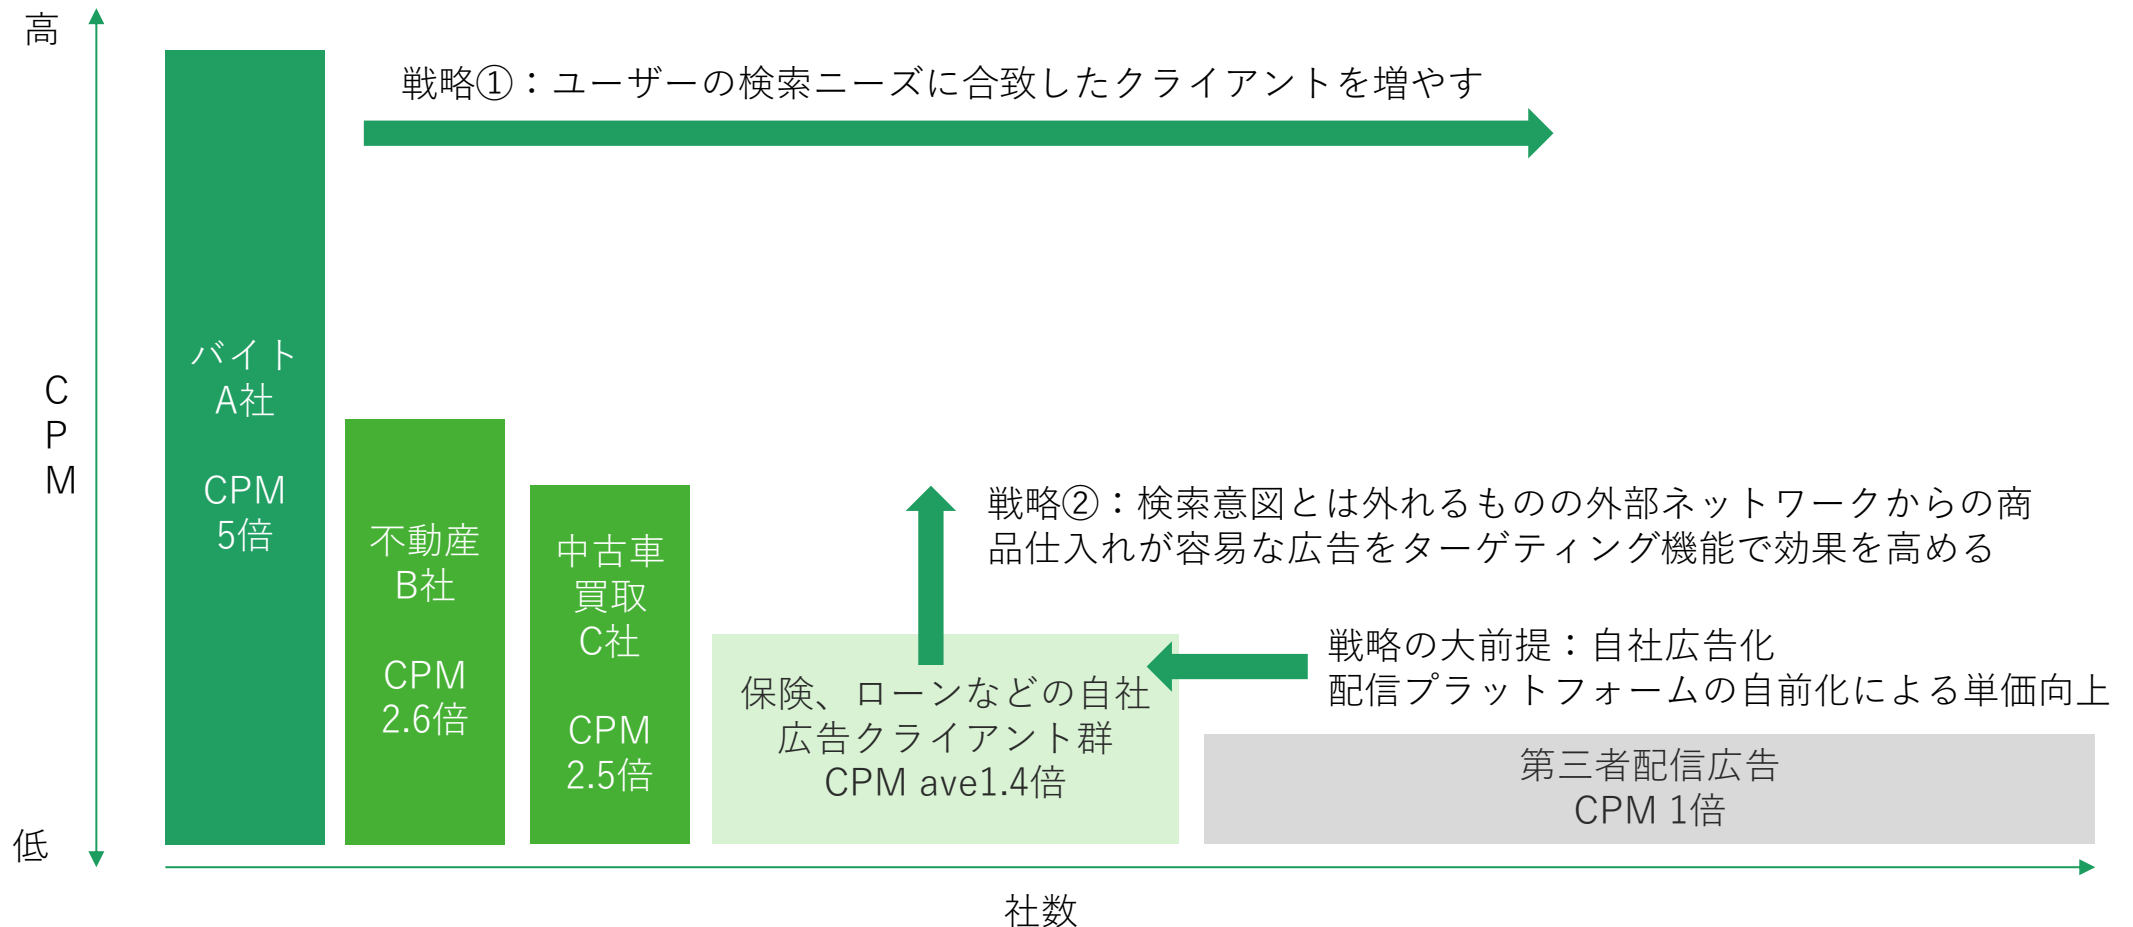 高
戦略①：ユーザーの検索ニーズに合致したクライアントを増やす
バイト
A社
CPM
5倍
C
P
M
不動産
B社
CPM
2.6倍
中古車
買取
C社
CPM
2.5倍
戦略②：検索意図とは外れるものの外部ネットワークからの商
品仕入れが容易な広告をターゲティング機能で効果を高める
戦略の大前提：自社広告化
配信プラットフォームの自前化による単価向上
保険、ローンなどの自社
広告クライアント群
CPM ave1.4倍
第三者配信広告
CPM 1倍
低
社数